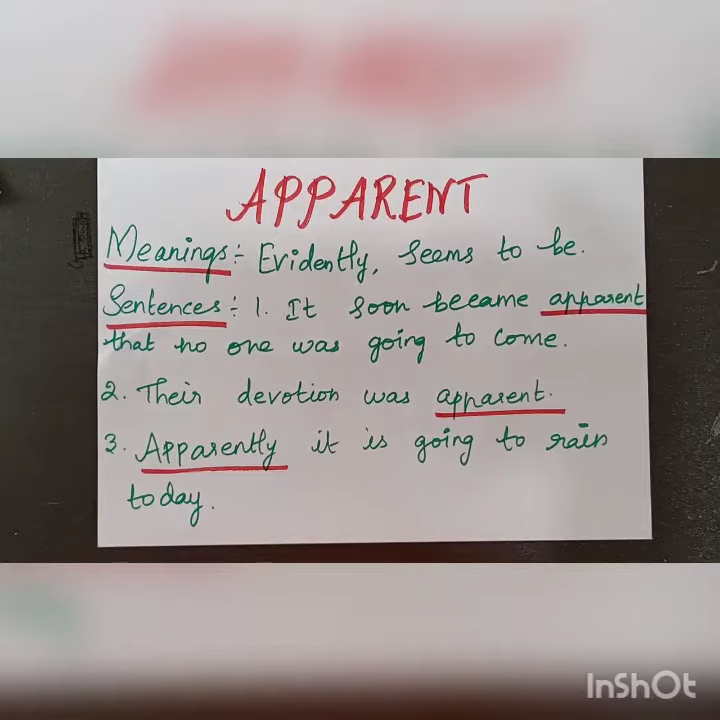 APPARENT
Meanings:- Evidently, seems to be.
Sentences:- 1. It soon became apparent
that no one was going to come.
2. Their devotion was apparent.
3. Apparently it is going to rain
today.
InShOt